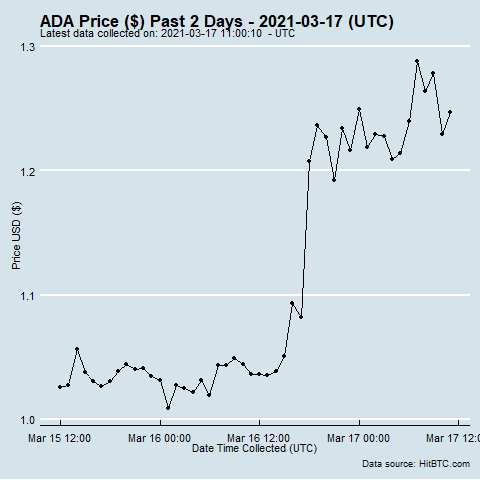 ADA Price ($) Past 2 Days - 2021-03-17 (UTC)
Latest data collected on: 2021-03-17 11:00:10 - UTC
1.3
1.2
1.1
1.0
Price USD ($)
Mar 15 12:00 Mar 16 00:00 Mar 16 12:00 Mar 17 00:00 Mar 17 12:00
Date Time Collected (UTC)
Data source: HitBTC.com